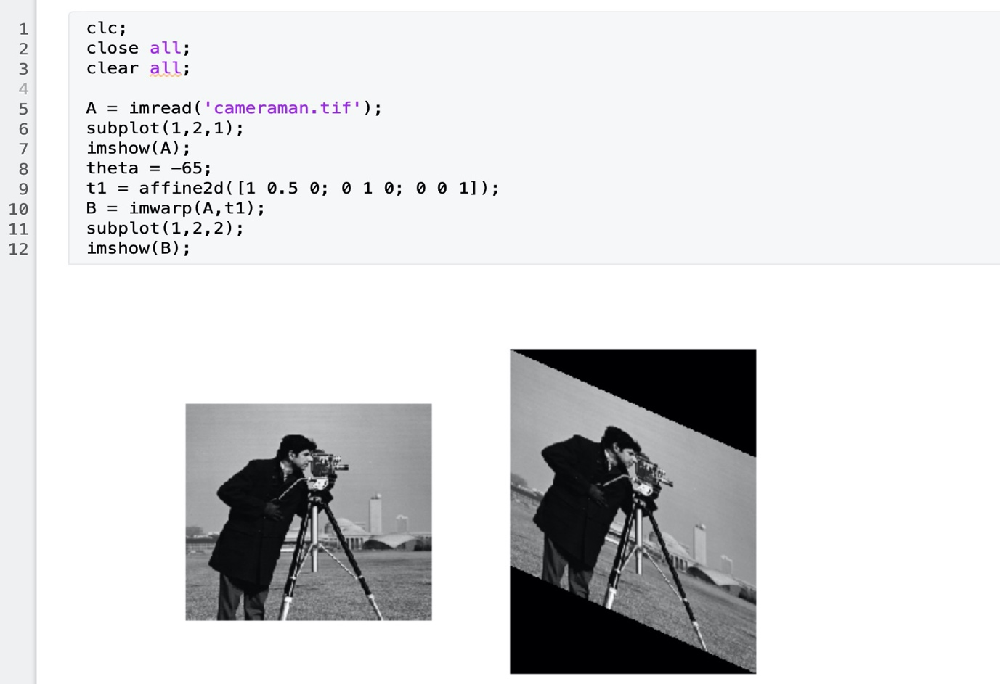 1 clc;
2 close all;
3 clear all;
4
5 A = imread('cameraman.tif');
6 subplot(1,2,1);
7 imshow(A);
8 theta = -65;
9 t1 = affine2d([1 0.5 0; 0 1 0; 0 0 1]);
10 B = imwarp(A,t1);
11 subplot(1,2,2);
12 imshow(B);